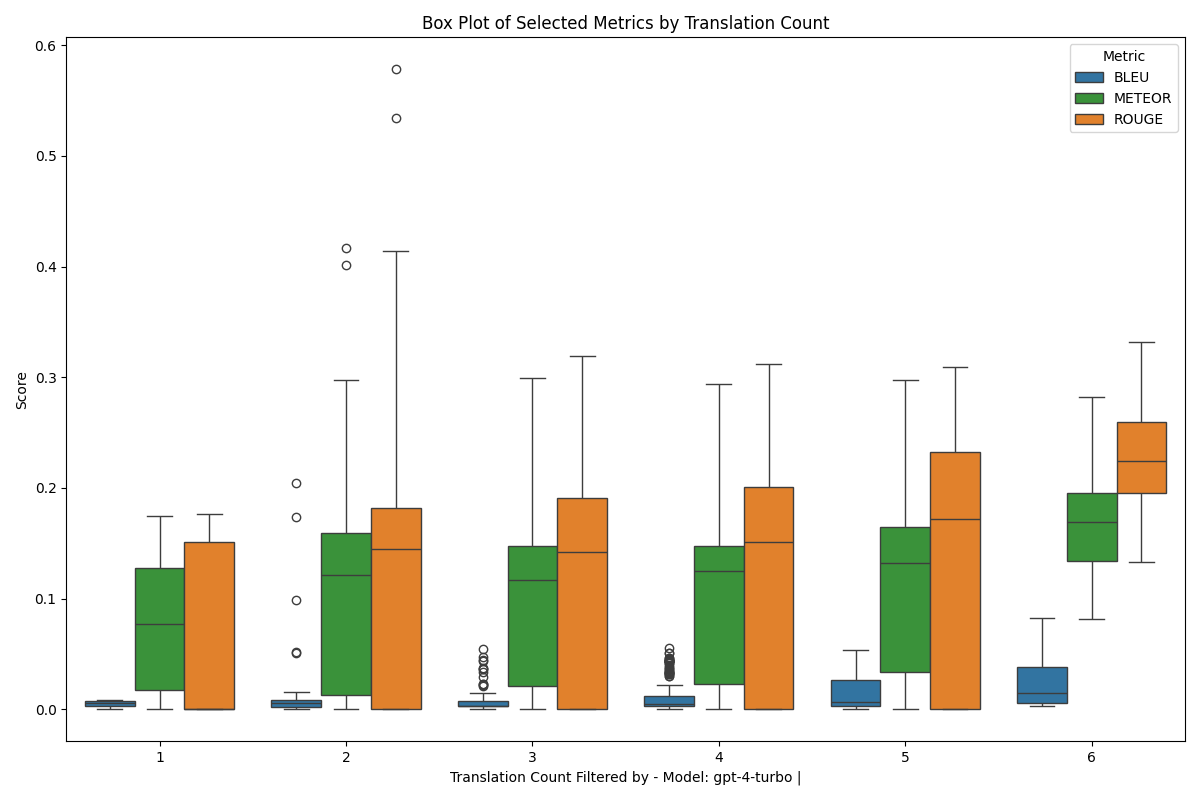 Box Plot of Selected Metrics by Translation Count
Metric
BLEU
METEOR
ROUGE
Score
0.6
0.5
0.4
0.3
0.2
0.1
0.0
1 2 3 4 5 6
Translation Count Filtered by - Model: gpt-4-turbo |